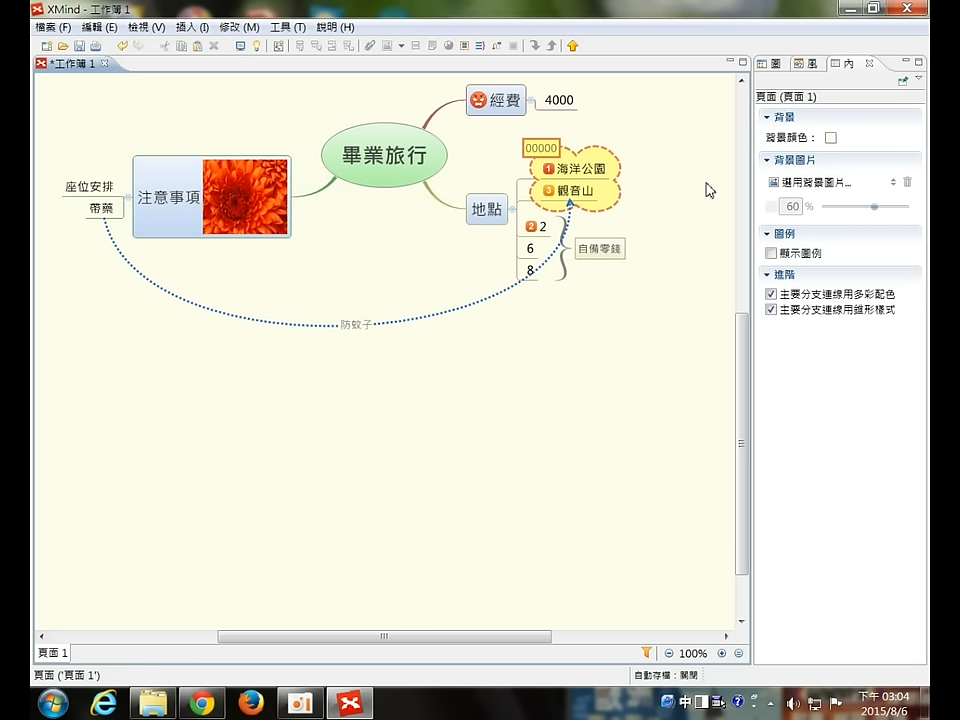 XMind - 工作簿 1
檔案 (F) 編輯 (E) 檢視 (V) 插入 (I) 修改 (M) 工具 (T) 說明 (H)
*工作簿 1
圖 風 內
頁面 (頁面 1)
背景
背景顏色：
背景圖片
選用背景圖片...
60 %
圖例
顯示圖例
進階
主要分支連線用多彩配色
主要分支連線用錐形樣式
畢業旅行
經費
4000
地點
00000
1 海洋公園
3 觀音山
2 2
6
8
自備零錢
注意事項
座位安排
帶藥
防蚊子
頁面 1
100%
頁面 ('頁面 1')
自動存檔：關閉
中
下午 03:04
2015/8/6